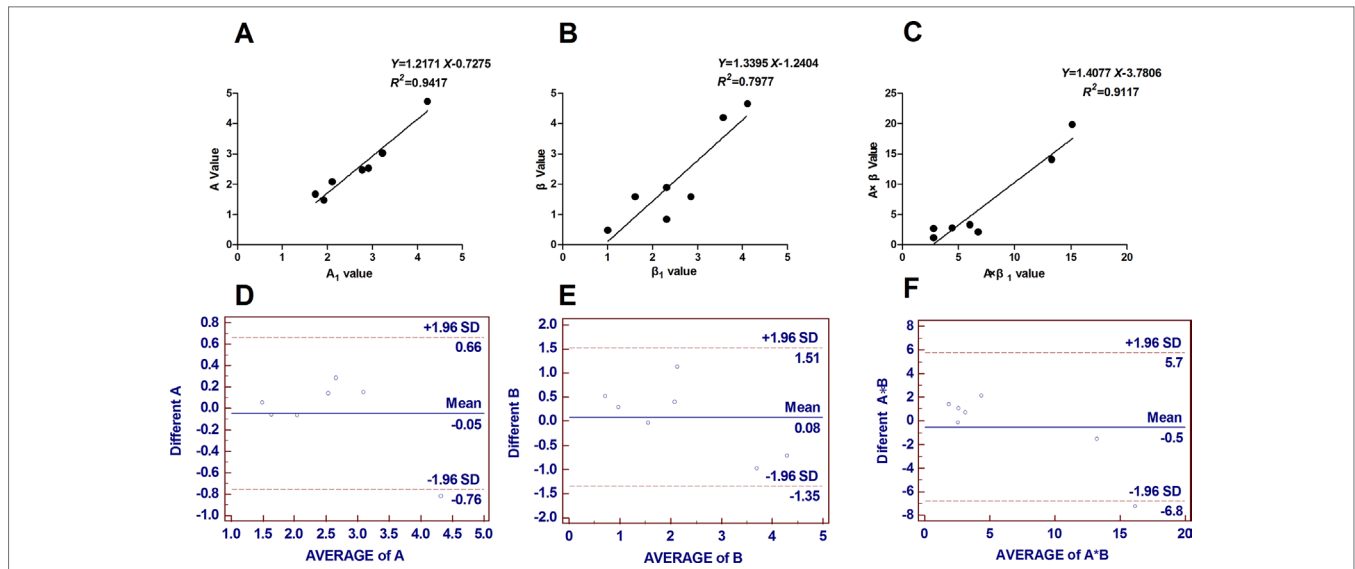 A
Y=1.2171 X-0.7275
R²=0.9417
5
4
3
2
1
0
A Value
0
1
2
3
4
5
A₁ value
B
Y=1.3395 X-1.2404
R²=0.7977
5
4
3
2
1
0
β Value
0
1
2
3
4
5
β₁ value
C
Y=1.4077 X-3.7806
R²=0.9117
25
20
15
10
5
0
A× β Value
0
5
10
15
20
A×β₁ value
D
0.8
0.6
0.4
0.2
0.0
-0.2
-0.4
-0.6
-0.8
-1.0
Different A
+1.96 SD
0.66
Mean
-0.05
-1.96 SD
-0.76
1.0
1.5
2.0
2.5
3.0
3.5
4.0
4.5
5.0
AVERAGE of A
E
2.0
1.5
1.0
0.5
0.0
-0.5
-1.0
-1.5
-2.0
Different B
+1.96 SD
1.51
Mean
0.08
-1.96 SD
-1.35
0
1
2
3
4
5
AVERAGE of B
F
8
6
4
2
0
-2
-4
-6
-8
Diferent A*B
+1.96 SD
5.7
Mean
-0.5
-1.96 SD
-6.8
0
5
10
15
20
AVERAGE of A*B